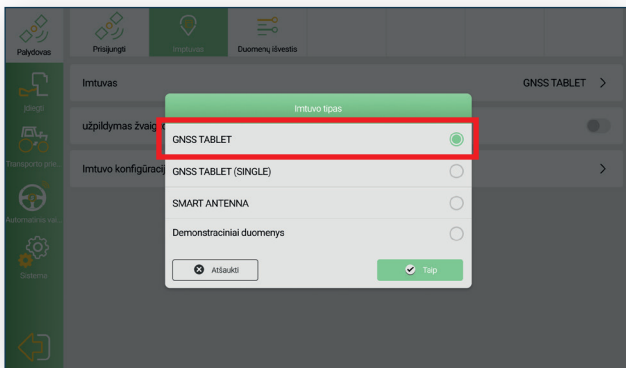 Palydovas
Prisijungti
Imtuvas
Duomenų išvestis
Įdiegti
Transporto prie...
Automatinis vai...
Sistema
Imtuvas
GNSS TABLET
užpildymas žvaig
Imtuvo konfigūracij
Imtuvo tipas
GNSS TABLET
GNSS TABLET (SINGLE)
SMART ANTENNA
Demonstraciniai duomenys
Atšaukti
Taip